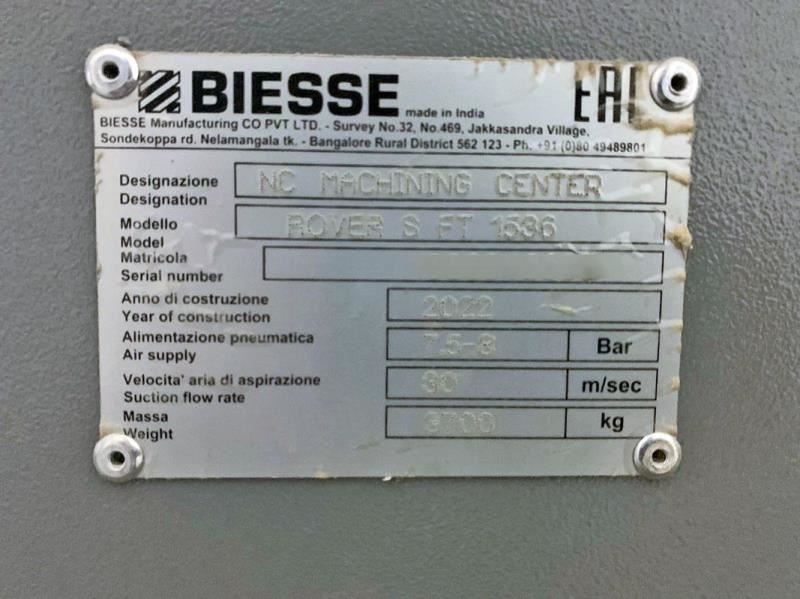 BIESSE made in India EAC
BIESSE Manufacturing CO PVT LTD. - Survey No.32, No.469, Jakkasandra Village,
Sondekoppa rd. Nelamangala tk. - Bangalore Rural District 562 123 - Ph. +91 (0)80 49489801
Designazione NC MACHINING CENTER
Designation
Modello ROVER S FT 1536
Model
Matricola
Serial number
Anno di costruzione 2022
Year of construction
Alimentazione pneumatica 7.5-8 Bar
Air supply
Velocita' aria di aspirazione 30 m/sec
Suction flow rate
Massa 3700 kg
Weight